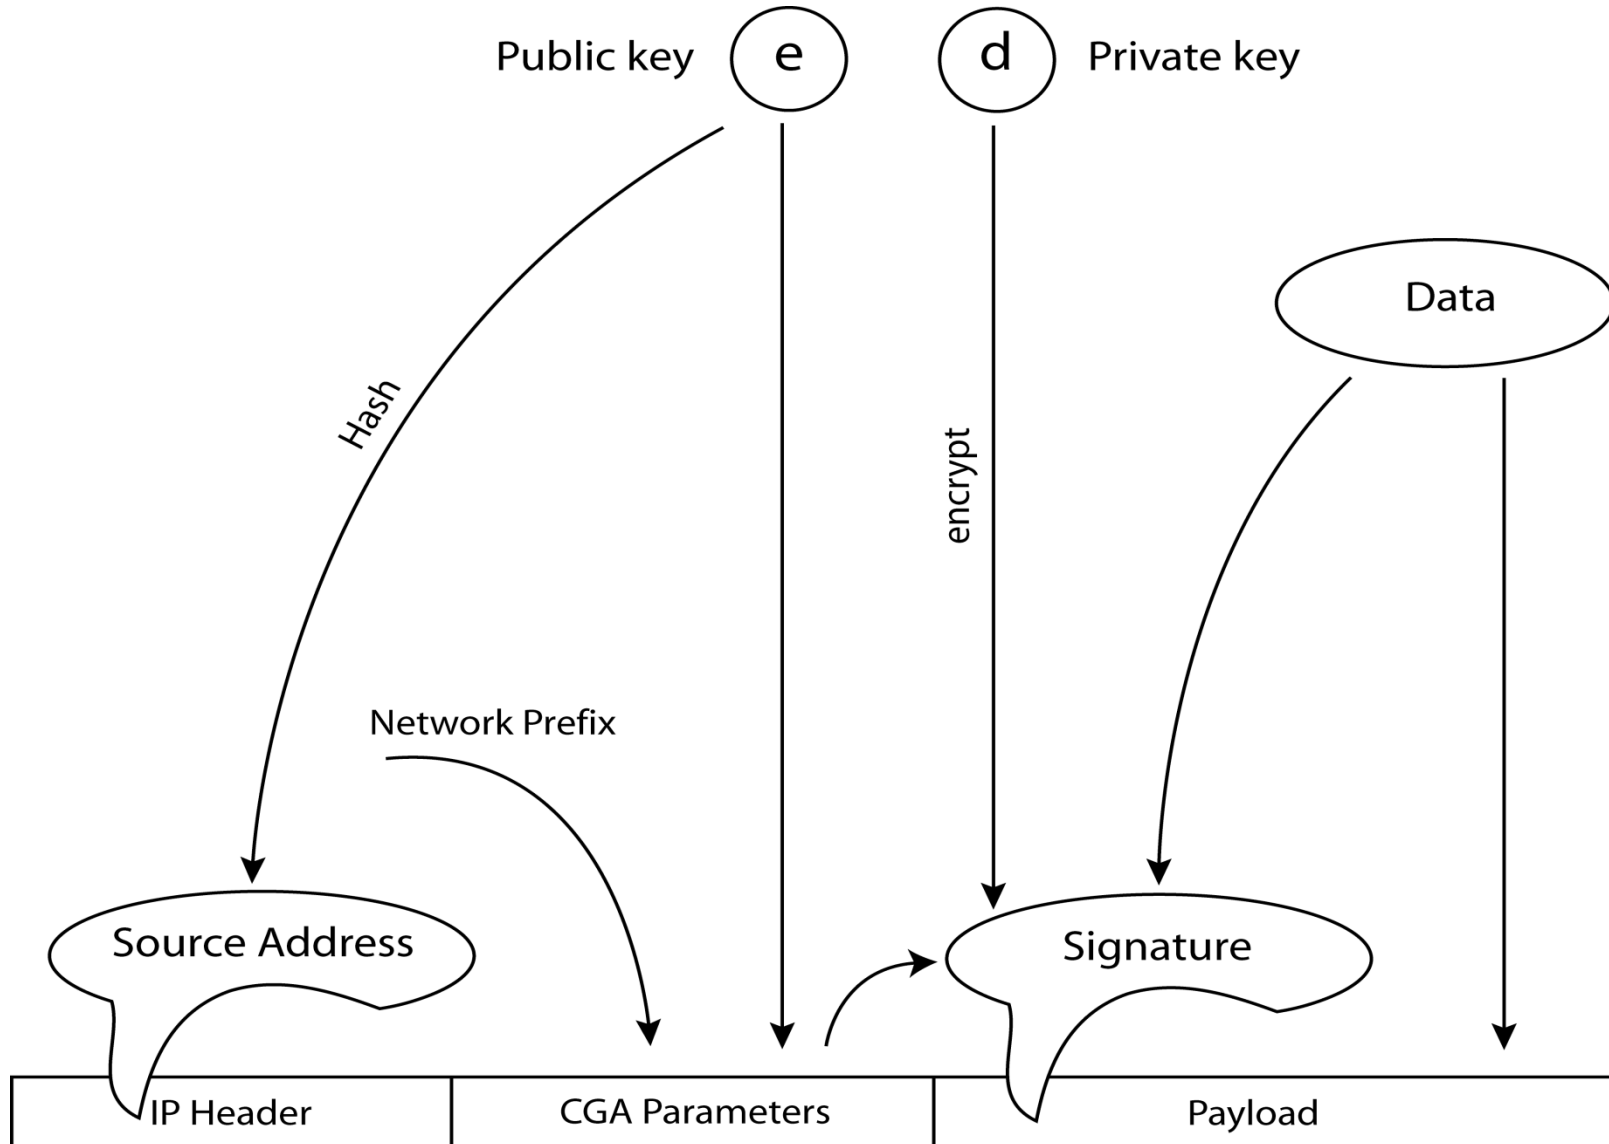 Public key
e
d
Private key
Data
Hash
encrypt
Network Prefix
Source Address
Signature
IP Header
CGA Parameters
Payload